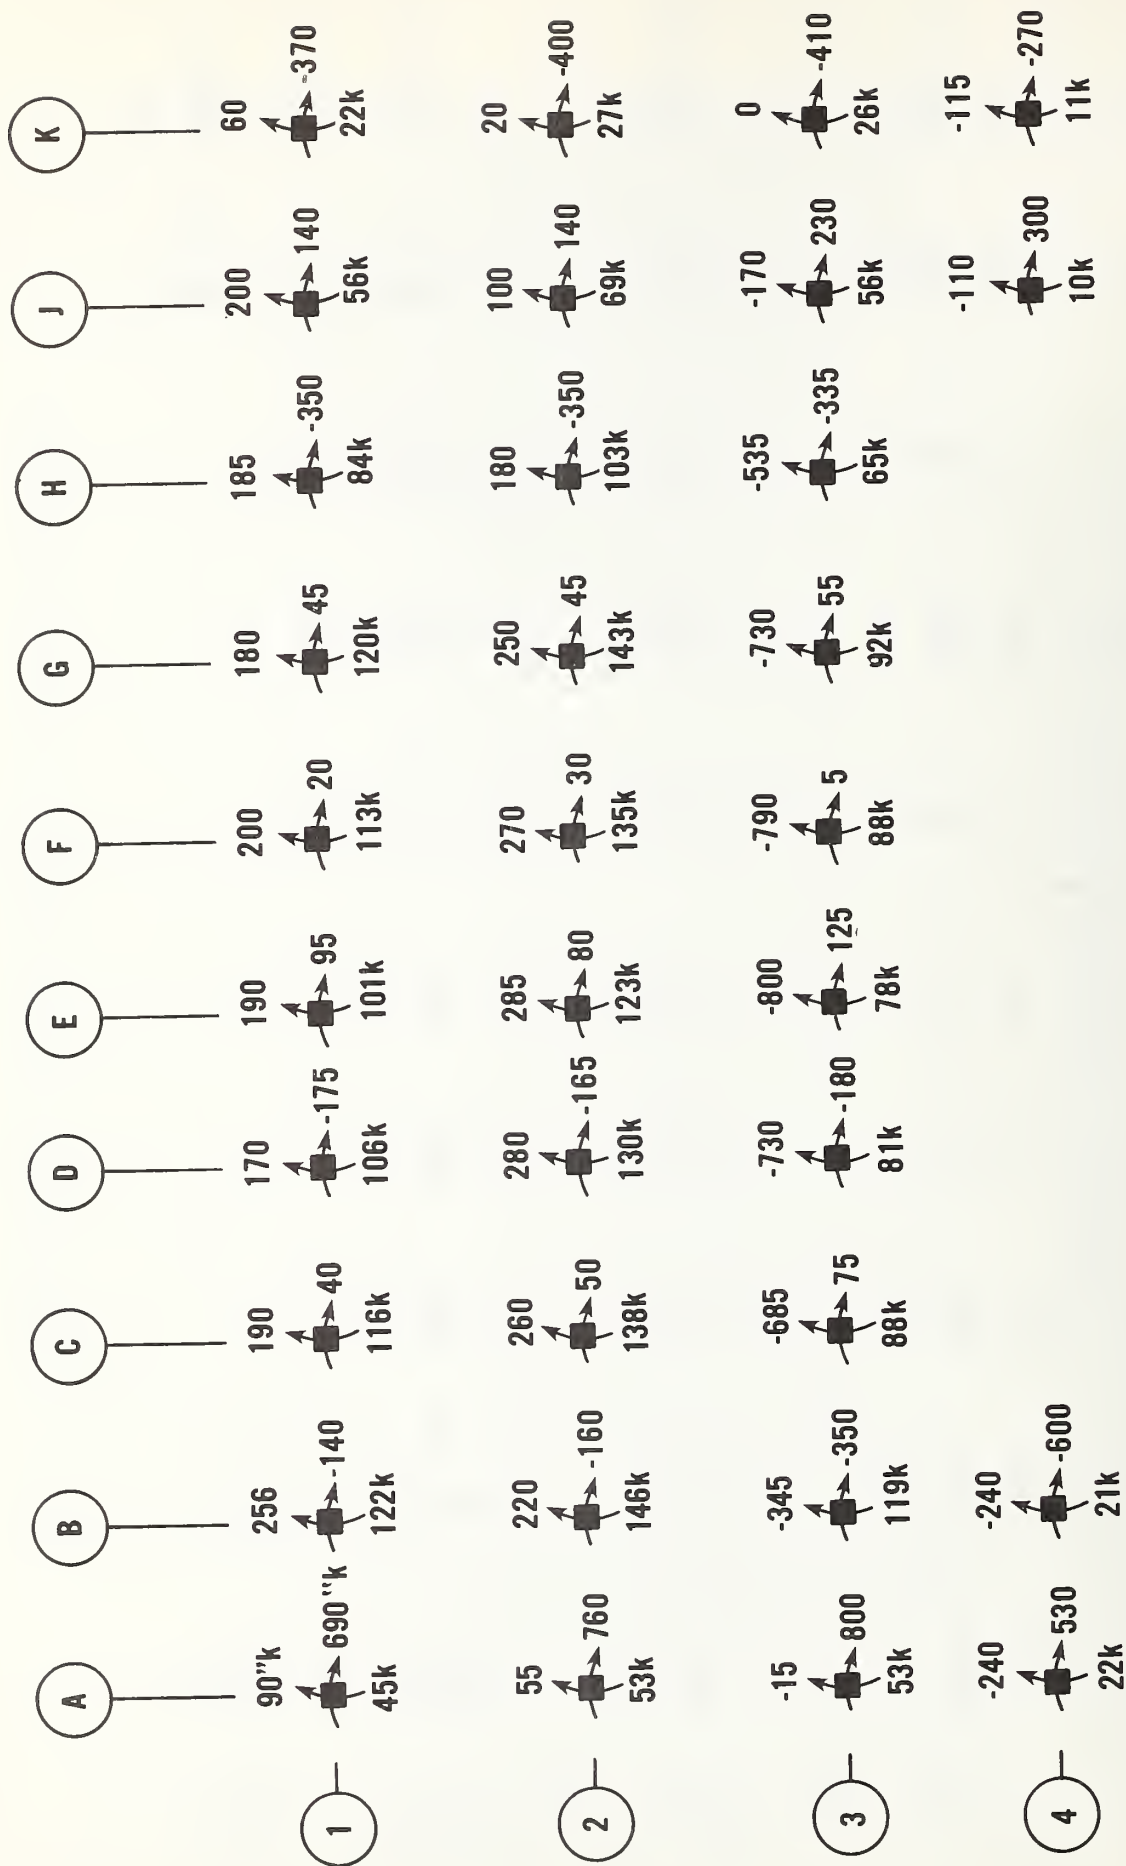 A B C D E F G H J K
90"k 256 190 170 190 200 180 185 200 60
1 690"k -140 40 -175 95 20 45 -350 140 -370
45k 122k 116k 106k 101k 113k 120k 84k 56k 22k
55 220 260 280 285 270 250 180 100 20
2 760 -160 50 -165 80 30 45 -350 140 -400
53k 146k 138k 130k 123k 135k 143k 103k 69k 27k
-15 -345 -685 -730 -800 -790 -730 -535 -170 0
3 800 -350 75 -180 125 5 55 -335 230 -410
53k 119k 88k 81k 78k 88k 92k 65k 56k 26k
-240 -240 -110 -115
4 530 -600 300 -270
22k 21k 10k 11k